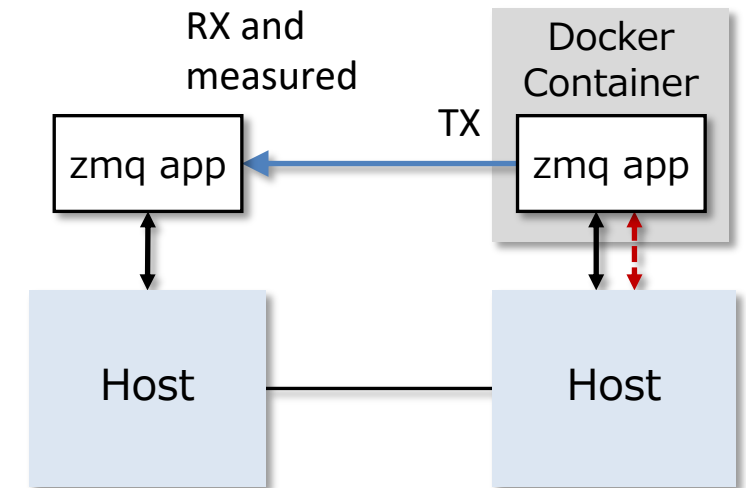 RX and
measured
Docker
Container
TX
zmq app
zmq app
Host
Host